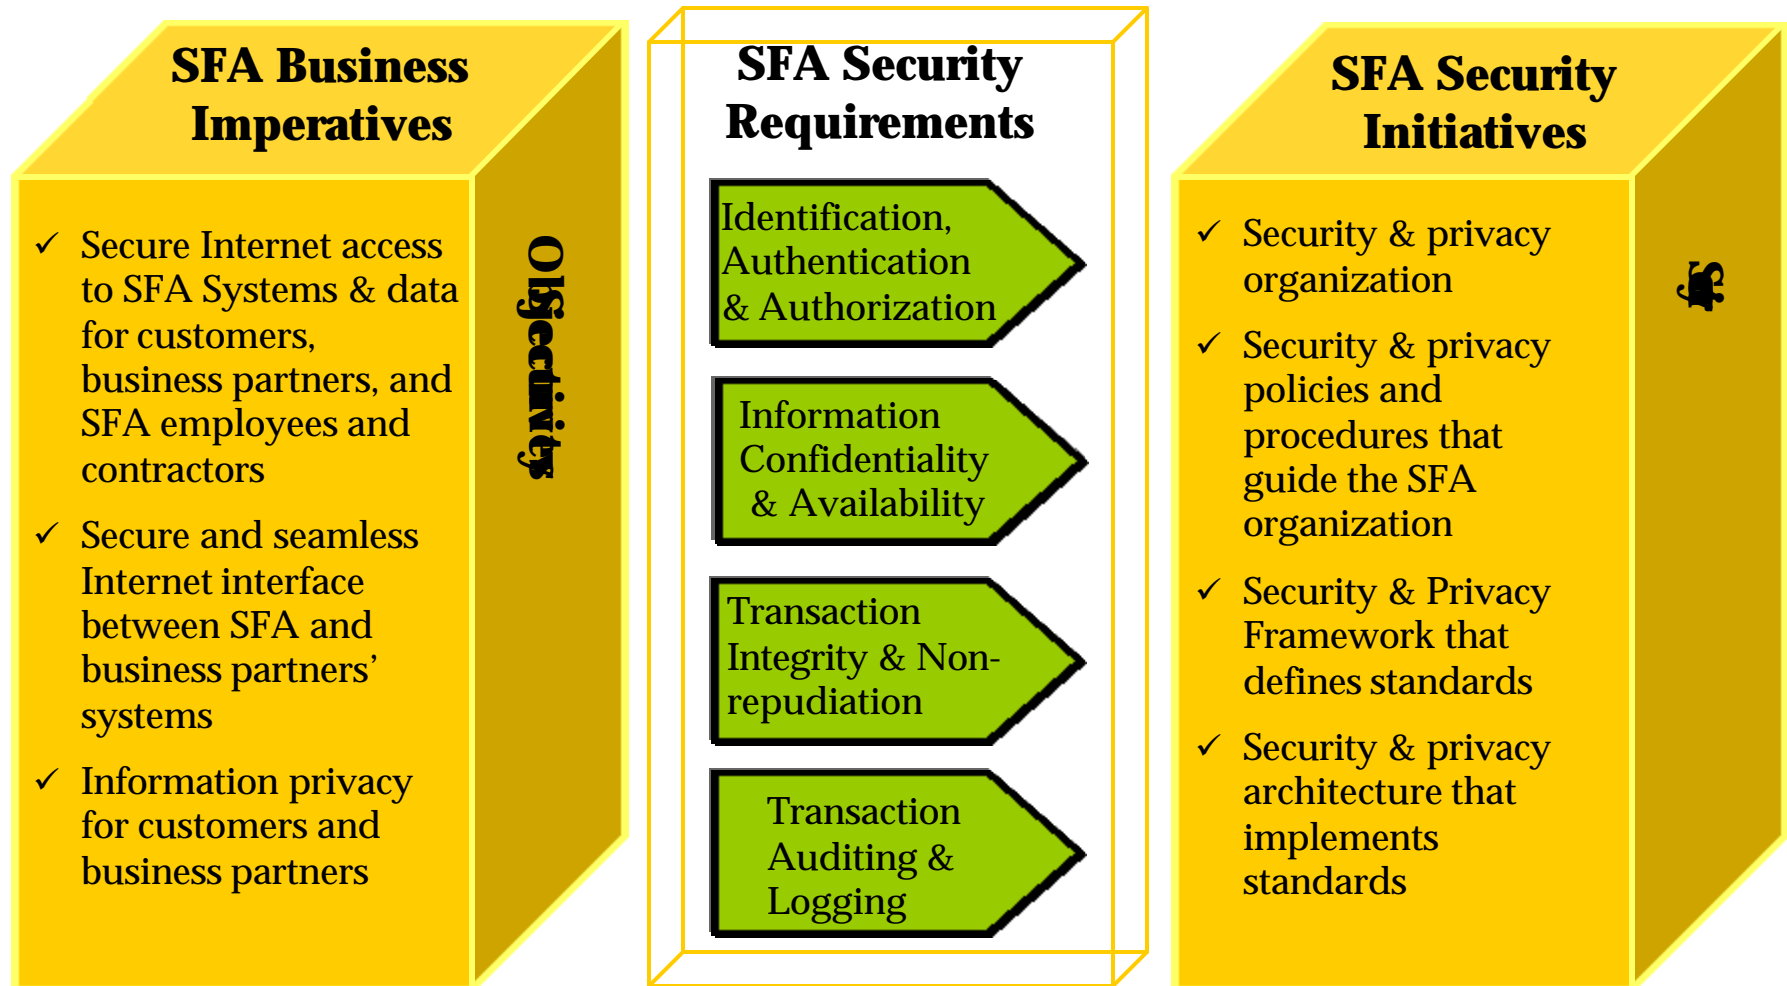 SFA Business
Imperatives
✓ Secure Internet access
to SFA Systems & data
for customers,
business partners, and
SFA employees and
contractors
✓ Secure and seamless
Internet interface
between SFA and
business partners’
systems
✓ Information privacy
for customers and
business partners
SFA Security
Requirements
Identification,
Authentication
& Authorization
Information
Confidentiality
& Availability
Transaction
Integrity & Non-
repudiation
Transaction
Auditing &
Logging
SFA Security
Initiatives
✓ Security & privacy
organization
✓ Security & privacy
policies and
procedures that
guide the SFA
organization
✓ Security & Privacy
Framework that
defines standards
✓ Security & privacy
architecture that
implements
standards